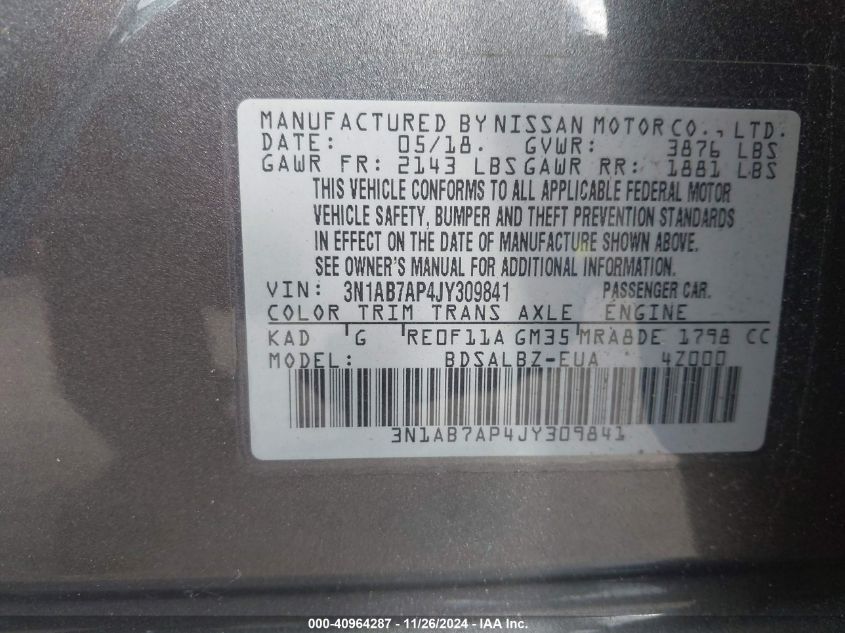 MANUFACTURED BY NISSAN MOTOR CO., LTD.
DATE: 05/18. GVWR: 3876 LBS
GAWR FR: 2143 LBS GAWR RR: 1881 LBS
THIS VEHICLE CONFORMS TO ALL APPLICABLE FEDERAL MOTOR
VEHICLE SAFETY, BUMPER AND THEFT PREVENTION STANDARDS
IN EFFECT ON THE DATE OF MANUFACTURE SHOWN ABOVE.
SEE OWNER'S MANUAL FOR ADDITIONAL INFORMATION.
VIN: 3N1AB7AP4JY309841 PASSENGER CAR.
COLOR TRIM TRANS AXLE ENGINE
KAD G RE0F11A GM35 MRA8DE 1798 CC
MODEL: BDSALBZ-EUA 4Z000
3N1AB7AP4JY309841
000-40964287 - 11/26/2024 - IAA Inc.